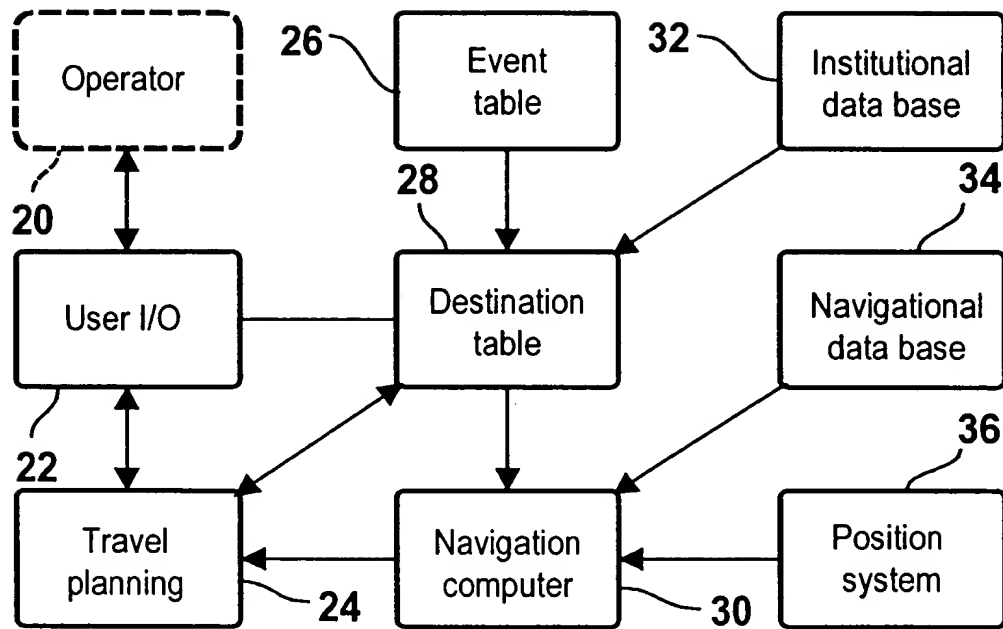 Operator
20
26
Event
table
32
Institutional
data base
User I/O
22
28
Destination
table
34
Navigational
data base
Travel
planning
24
Navigation
computer
30
36
Position
system